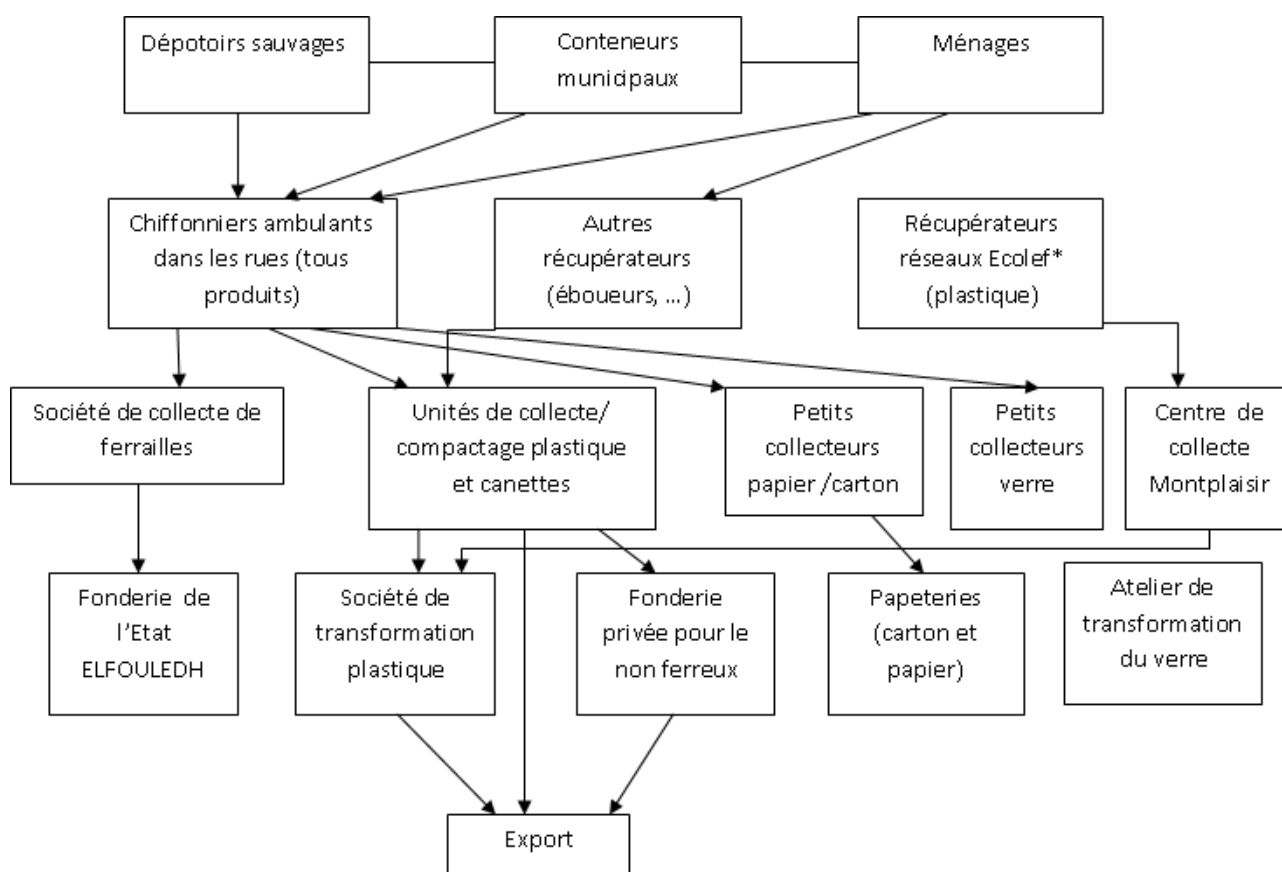 Dépotoirs sauvages
Conteneurs
municipaux
Ménages
Chiffonniers ambulants
dans les rues (tous
produits)
Autres
récupérateurs
(éboueurs, …)
Récupérateurs
réseaux Ecolef*
(plastique)
Société de collecte de
ferrailles
Unités de collecte/
compactage plastique
et canettes
Petits
collecteurs
papier /carton
Petits
collecteurs
verre
Centre de
collecte
Montplaisir
Fonderie de
l’Etat
ELFOULEDH
Société de
transformation
plastique
Fonderie
privée pour le
non ferreux
Papeteries
(carton et
papier)
Atelier de
transformation
du verre
Export